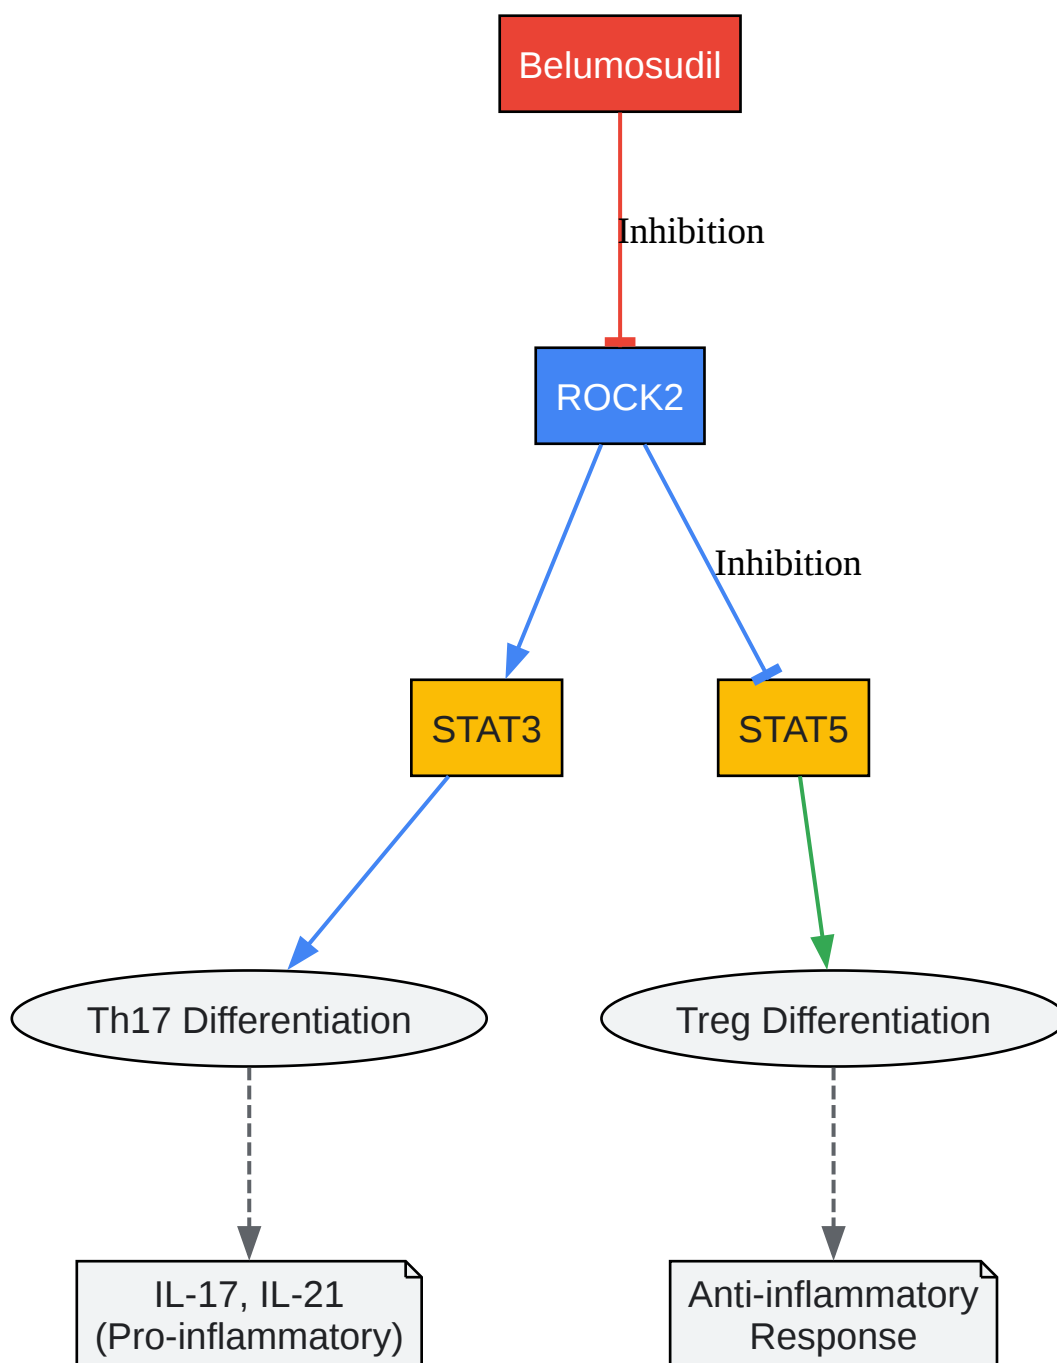 Belumosudil
Inhibition
ROCK2
Inhibition
STAT3
STAT5
Th17 Differentiation
Treg Differentiation
IL-17, IL-21
(Pro-inflammatory)
Anti-inflammatory
Response